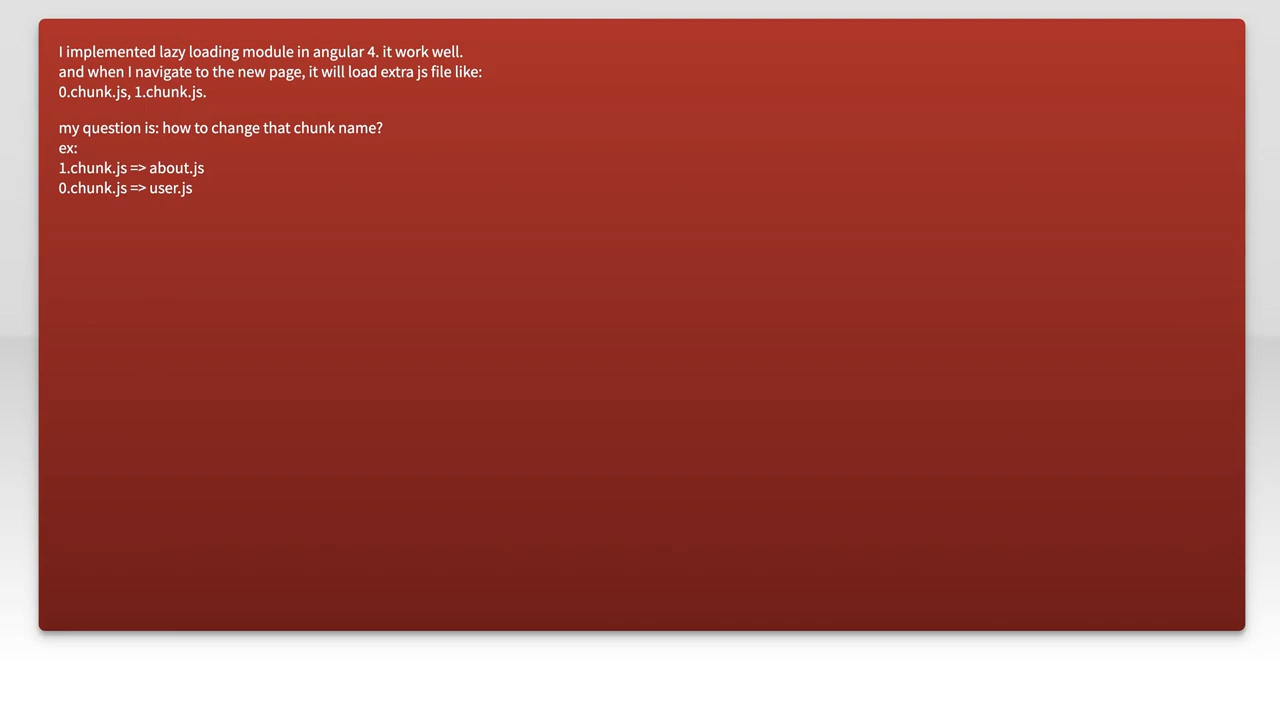 I implemented lazy loading module in angular 4. it work well.
and when I navigate to the new page, it will load extra js file like:
0.chunk.js, 1.chunk.js.
my question is: how to change that chunk name?
ex:
1.chunk.js => about.js
0.chunk.js => user.js